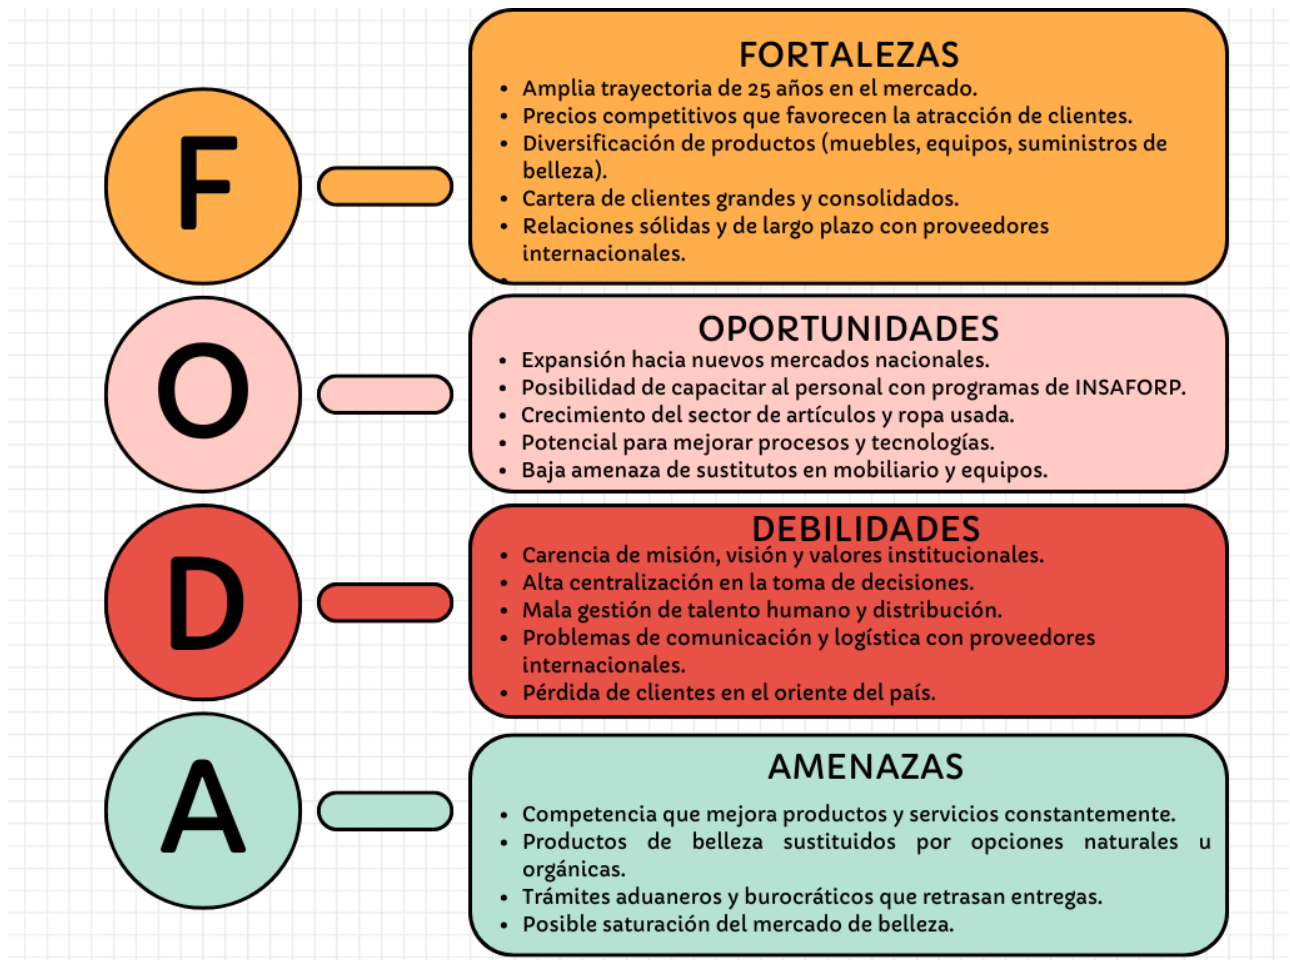 F
FORTALEZAS
• Amplia trayectoria de 25 años en el mercado.
• Precios competitivos que favorecen la atracción de clientes.
• Diversificación de productos (muebles, equipos, suministros de
belleza).
• Cartera de clientes grandes y consolidados.
• Relaciones sólidas y de largo plazo con proveedores
internacionales.
•
O
OPORTUNIDADES
• Expansión hacia nuevos mercados nacionales.
• Posibilidad de capacitar al personal con programas de INSAFORP.
• Crecimiento del sector de artículos y ropa usada.
• Potencial para mejorar procesos y tecnologías.
• Baja amenaza de sustitutos en mobiliario y equipos.
D
DEBILIDADES
• Carencia de misión, visión y valores institucionales.
• Alta centralización en la toma de decisiones.
• Mala gestión de talento humano y distribución.
• Problemas de comunicación y logística con proveedores
internacionales.
• Pérdida de clientes en el oriente del país.
A
AMENAZAS
• Competencia que mejora productos y servicios constantemente.
• Productos de belleza sustituidos por opciones naturales u
orgánicas.
• Trámites aduaneros y burocráticos que retrasan entregas.
• Posible saturación del mercado de belleza.